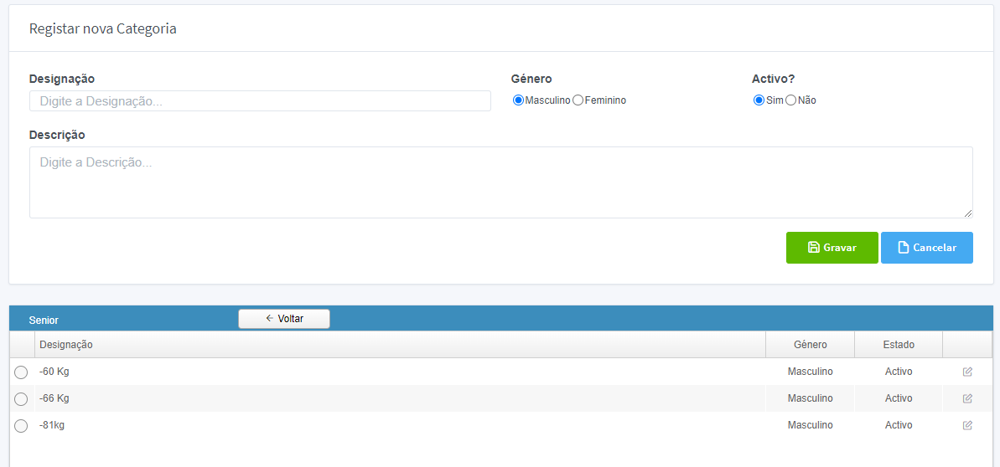 Registar nova Categoria
Designação Género Activo?
Digite a Designação... Masculino Feminino Sim Não
Descrição
Digite a Descrição...
Gravar Cancelar
Senior Voltar
Designação Género Estado
-60 Kg Masculino Activo
-66 Kg Masculino Activo
-81kg Masculino Activo